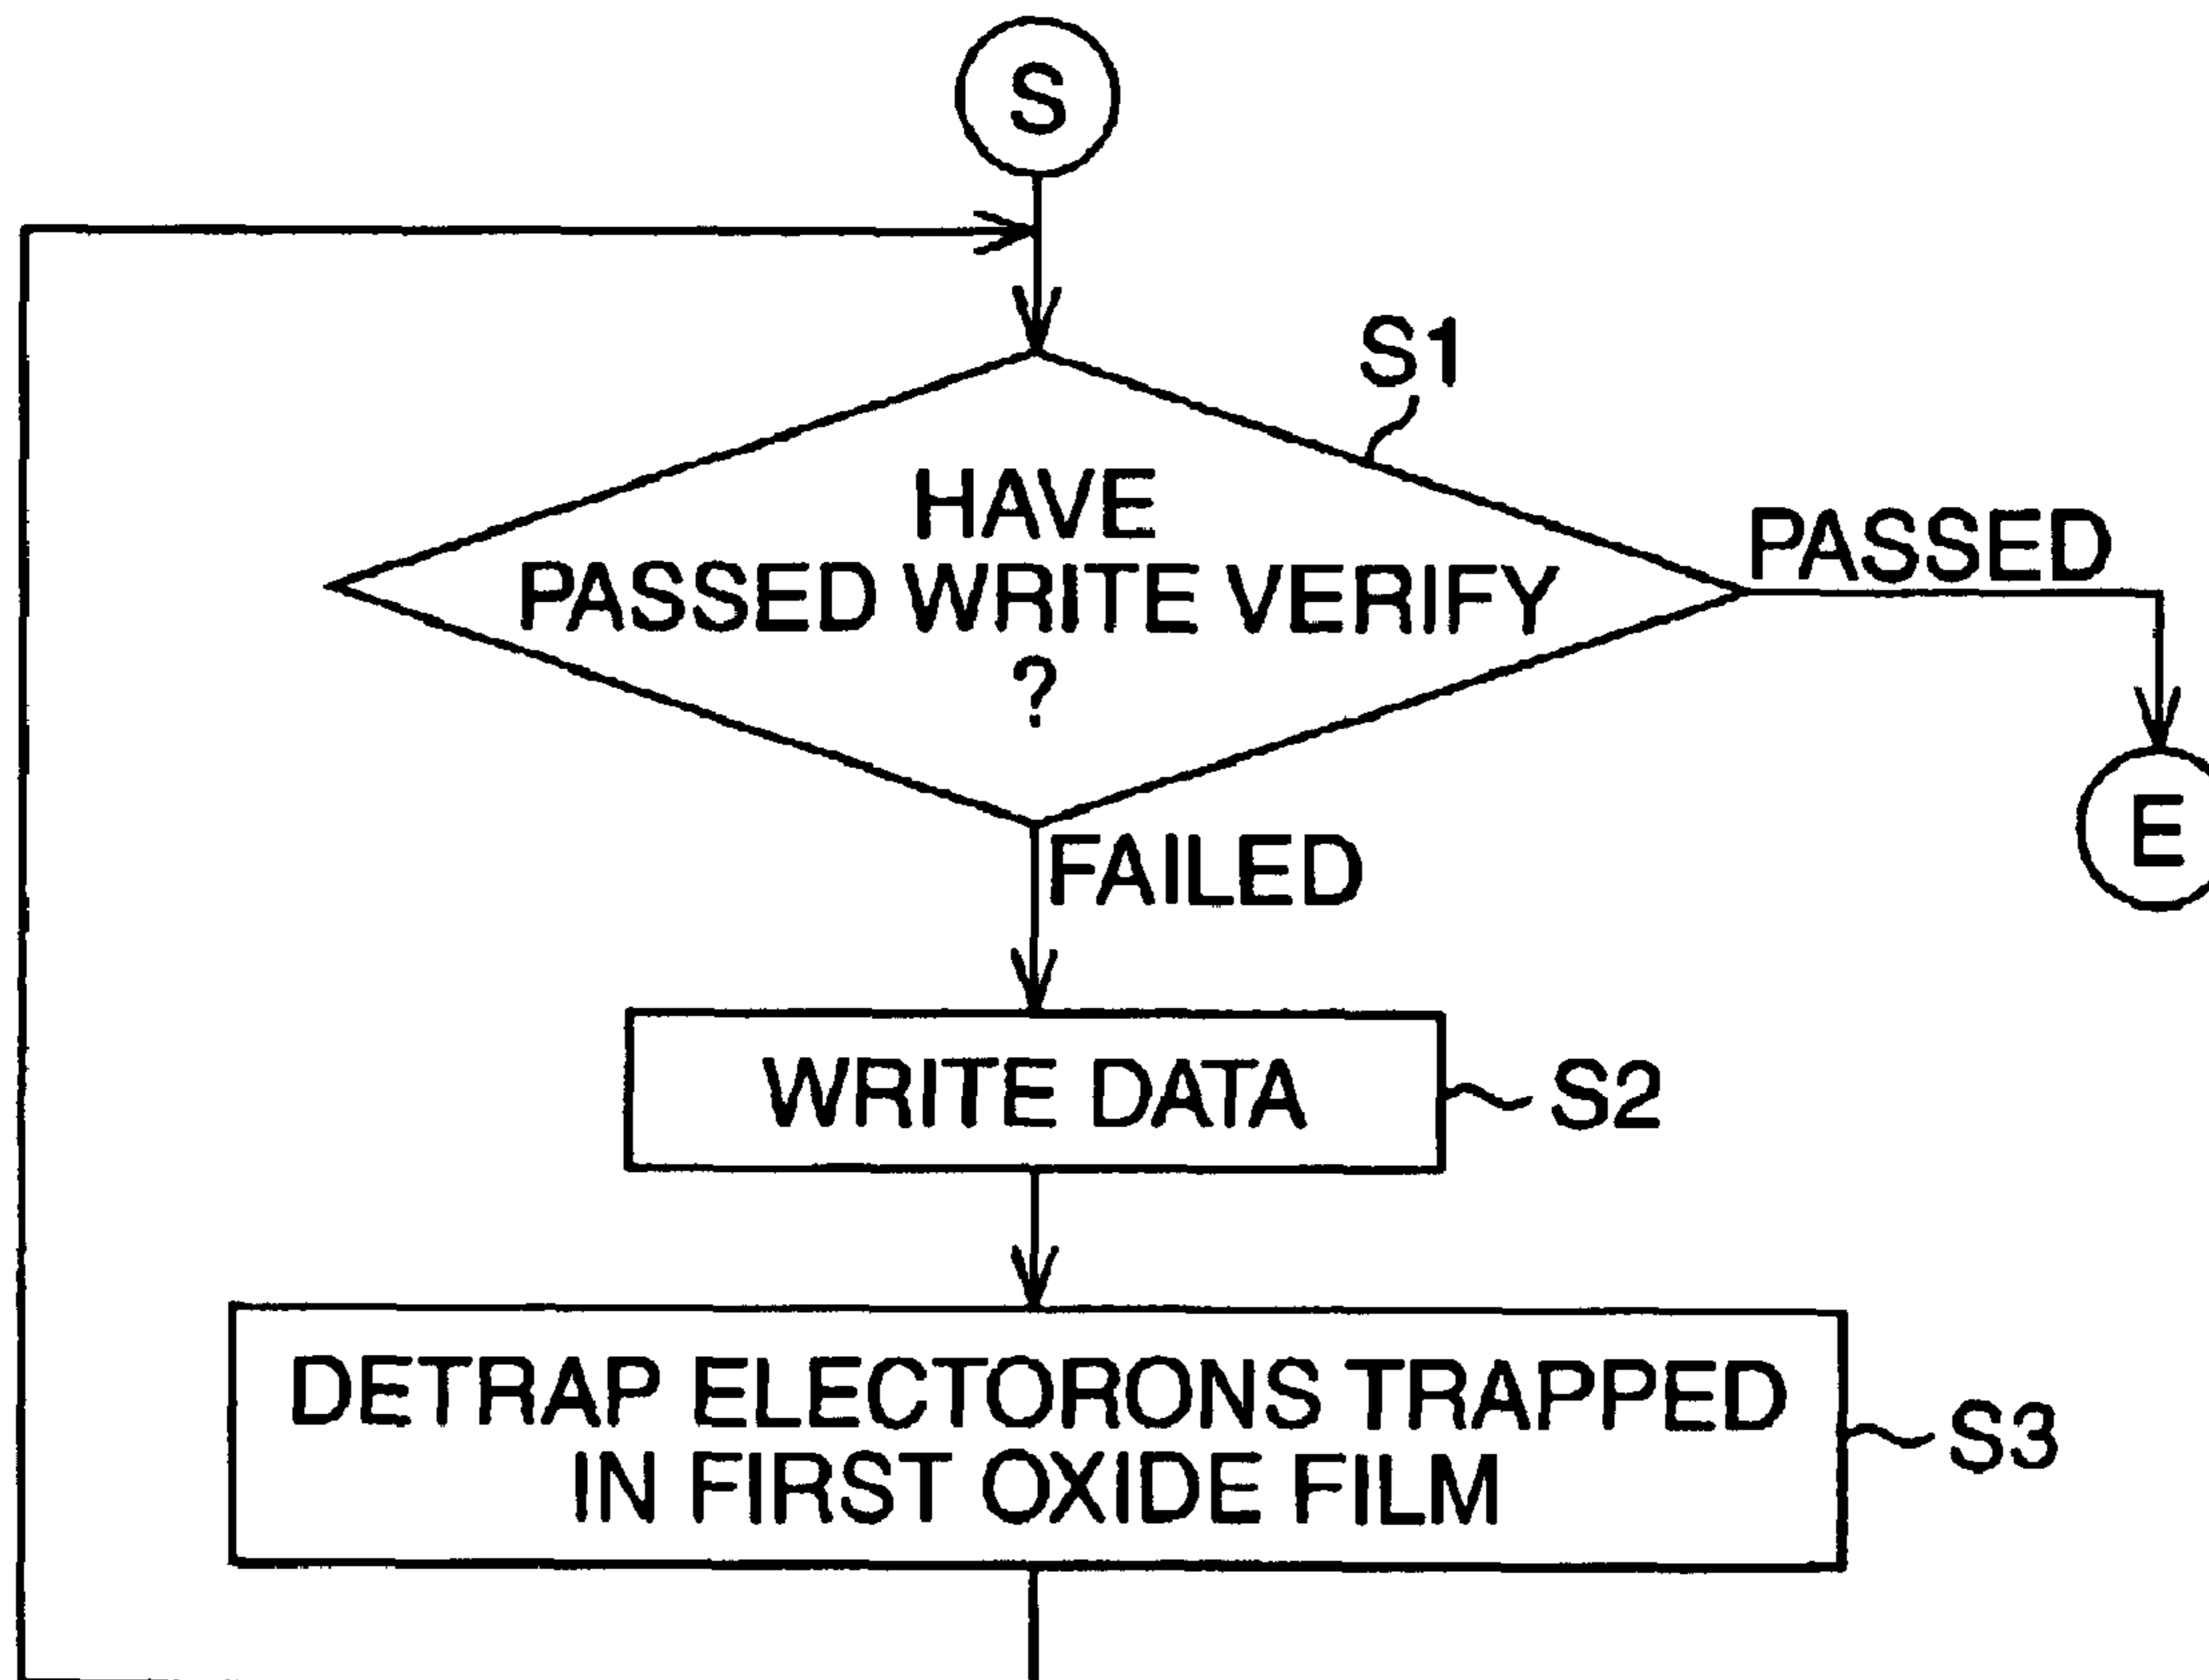 S
S1
HAVE
PASSED WRITE VERIFY
?
PASSED
E
FAILED
WRITE DATA
S2
DETRAP ELECTORONS TRAPPED
IN FIRST OXIDE FILM
S3